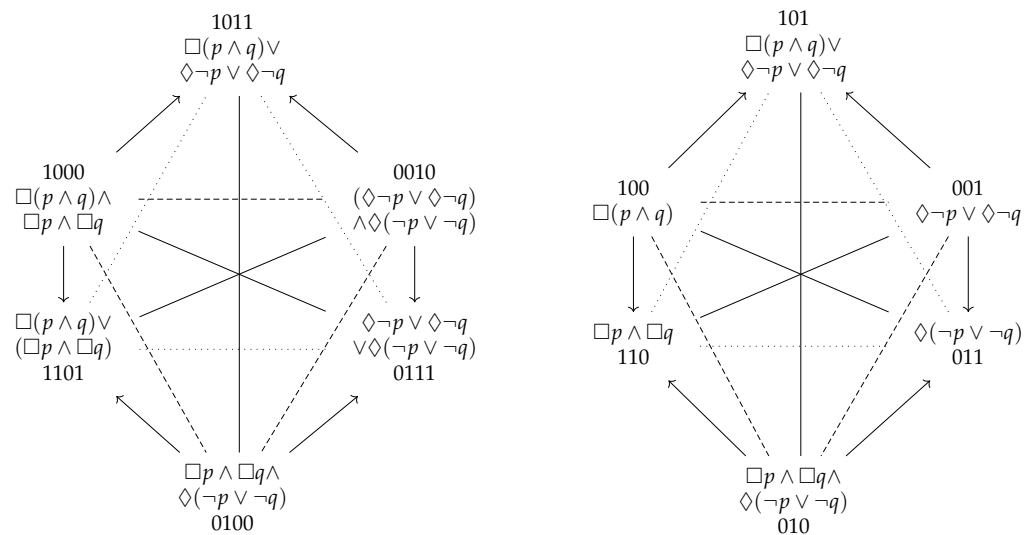 1011
□(p ∧ q)∨
◊¬p ∨ ◊¬q
1000
□(p ∧ q)∧
□p ∧ □q
0010
(◊¬p ∨ ◊¬q)
∧◊(¬p ∨ ¬q)
□(p ∧ q)∨
(□p ∧ □q)
1101
◊¬p ∨ ◊¬q
∨◊(¬p ∨ ¬q)
0111
□p ∧ □q∧
◊(¬p ∨ ¬q)
0100
101
□(p ∧ q)∨
◊¬p ∨ ◊¬q
100
□(p ∧ q)
001
◊¬p ∨ ◊¬q
□p ∧ □q
110
◊(¬p ∨ ¬q)
011
□p ∧ □q∧
◊(¬p ∨ ¬q)
010